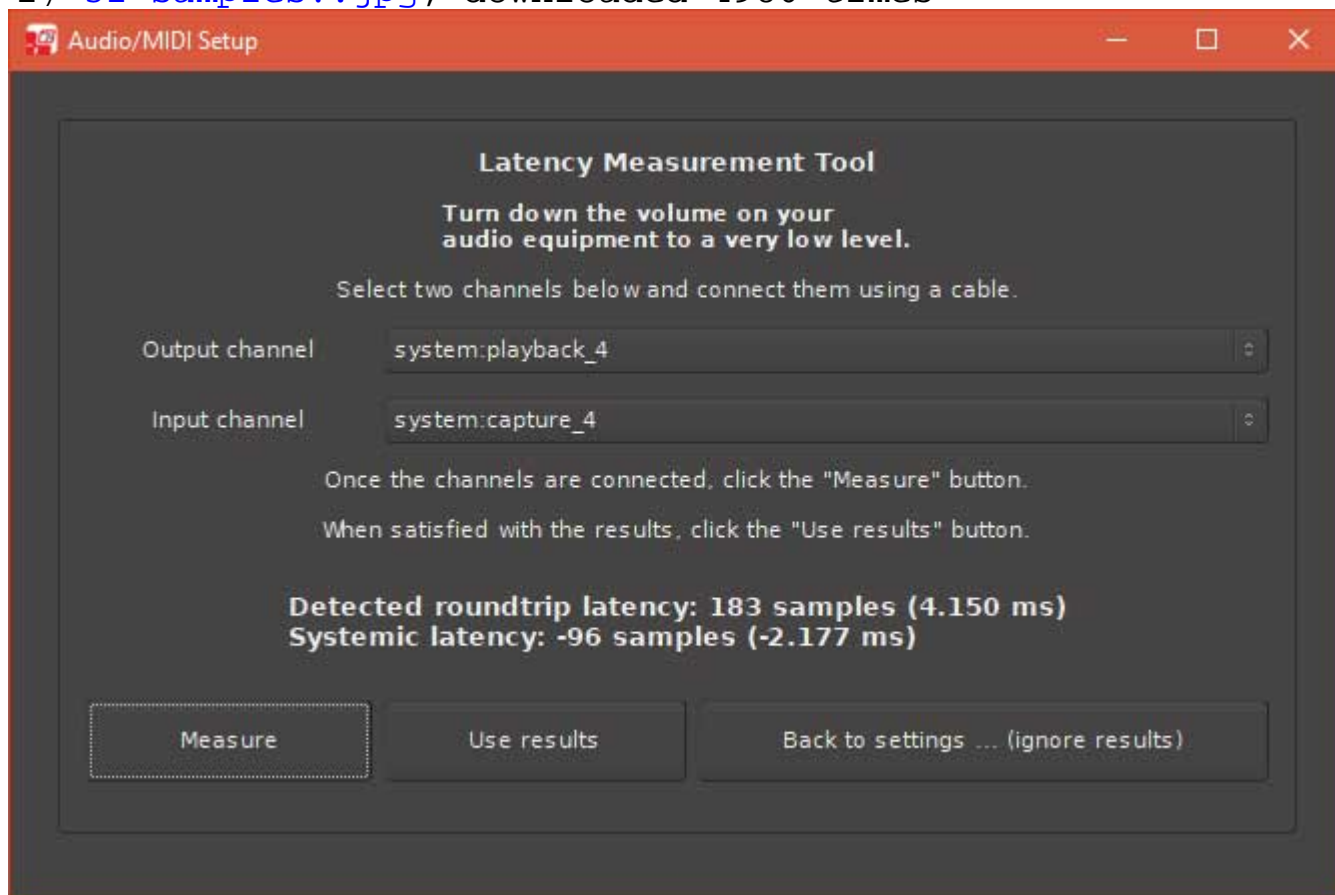 Audio/MIDI Setup
Latency Measurement Tool
Turn down the volume on your
audio equipment to a very low level.
Select two channels below and connect them using a cable.
Output channel system:playback_4
Input channel system:capture_4
Once the channels are connected, click the "Measure" button.
When satisfied with the results, click the "Use results" button.
Detected roundtrip latency: 183 samples (4.150 ms)
Systemic latency: -96 samples (-2.177 ms)
Measure Use results Back to settings ... (ignore results)